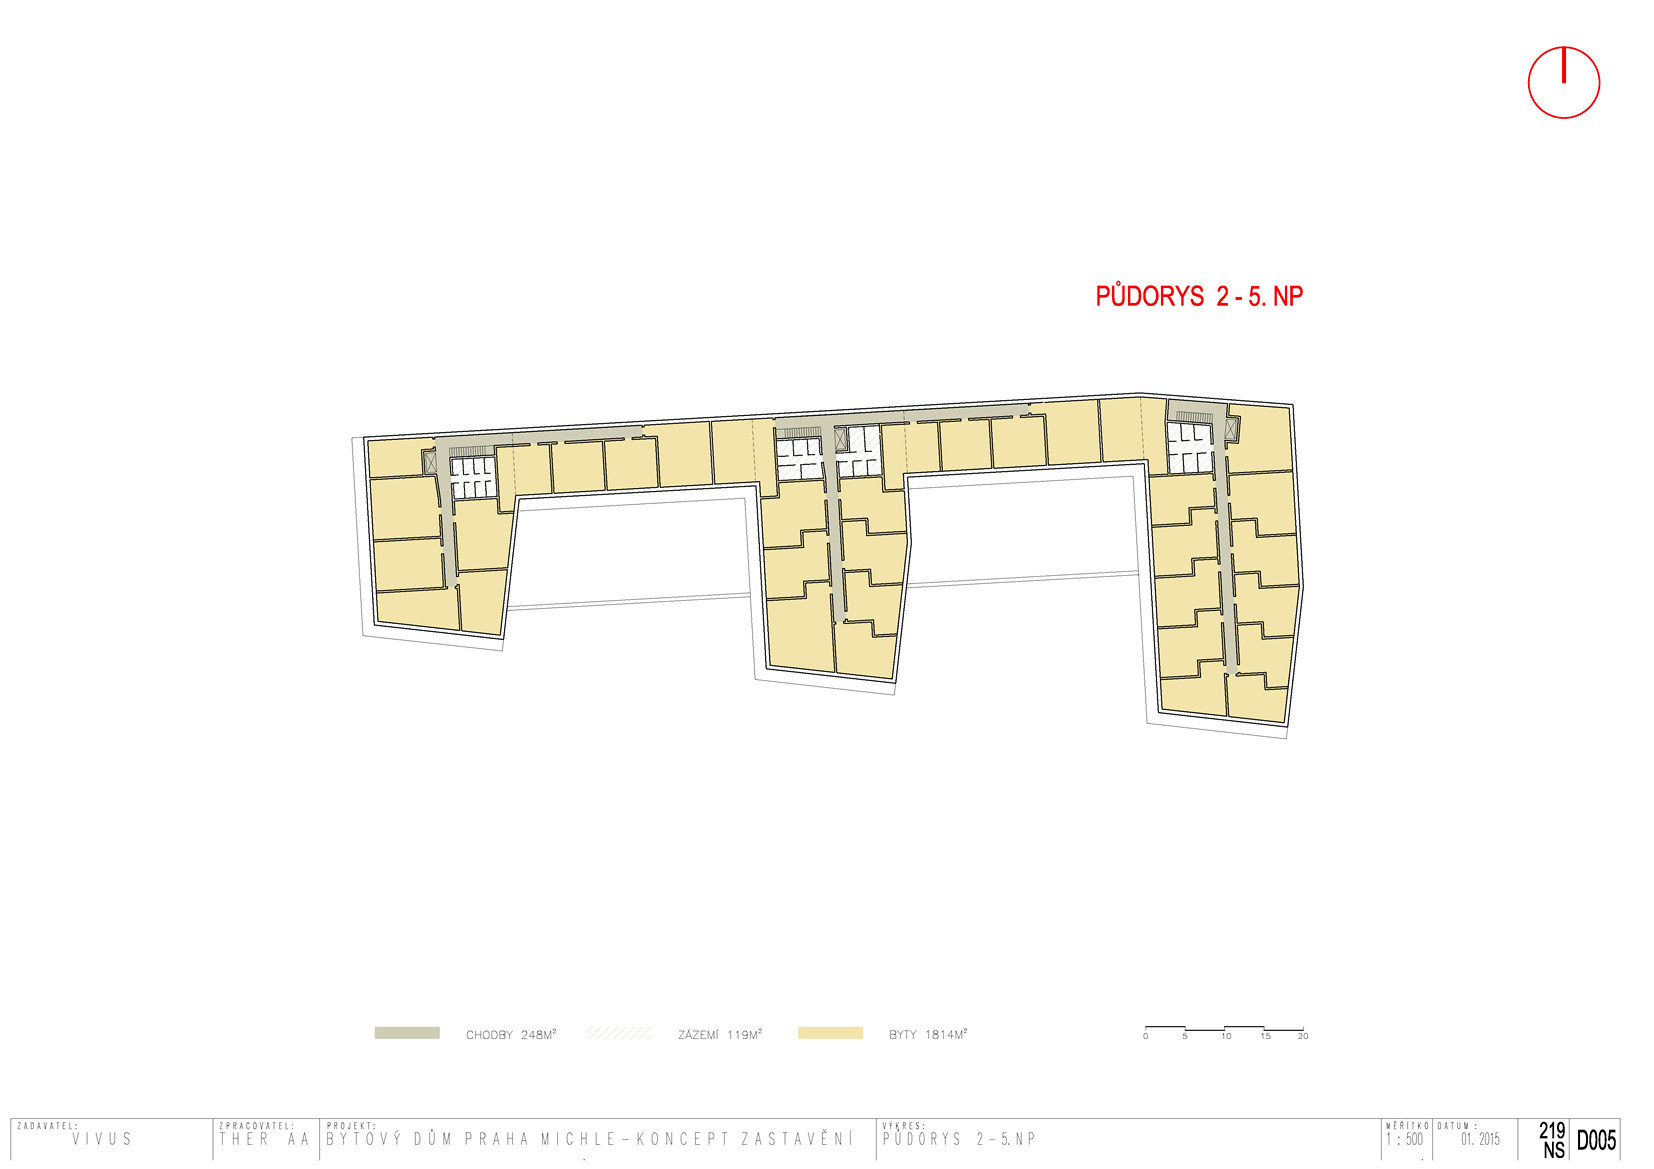 PŮDORYS 2 - 5. NP
CHODBY 248M² ZÁZEMÍ 119M² BYTY 1814M²
0 5 10 15 20
ZADAVATEL: ZPRACOVATEL: PROJEKT: VÝKRES: MĚŘÍTKO DATUM:
VIVUS THER AA BYTOVÝ DŮM PRAHA MICHLE-KONCEPT ZASTAVĚNÍ PŮDORYS 2-5.NP 1 : 500 01. 2015
219 NS D005